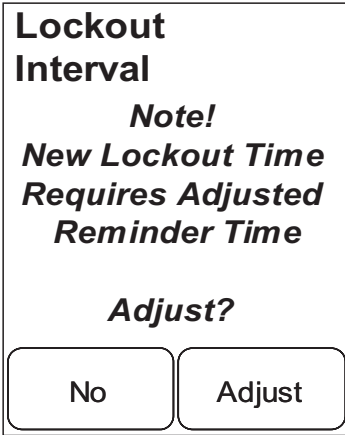 Lockout
Interval
Note!
New Lockout Time
Requires Adjusted
Reminder Time
Adjust?
No
Adjust